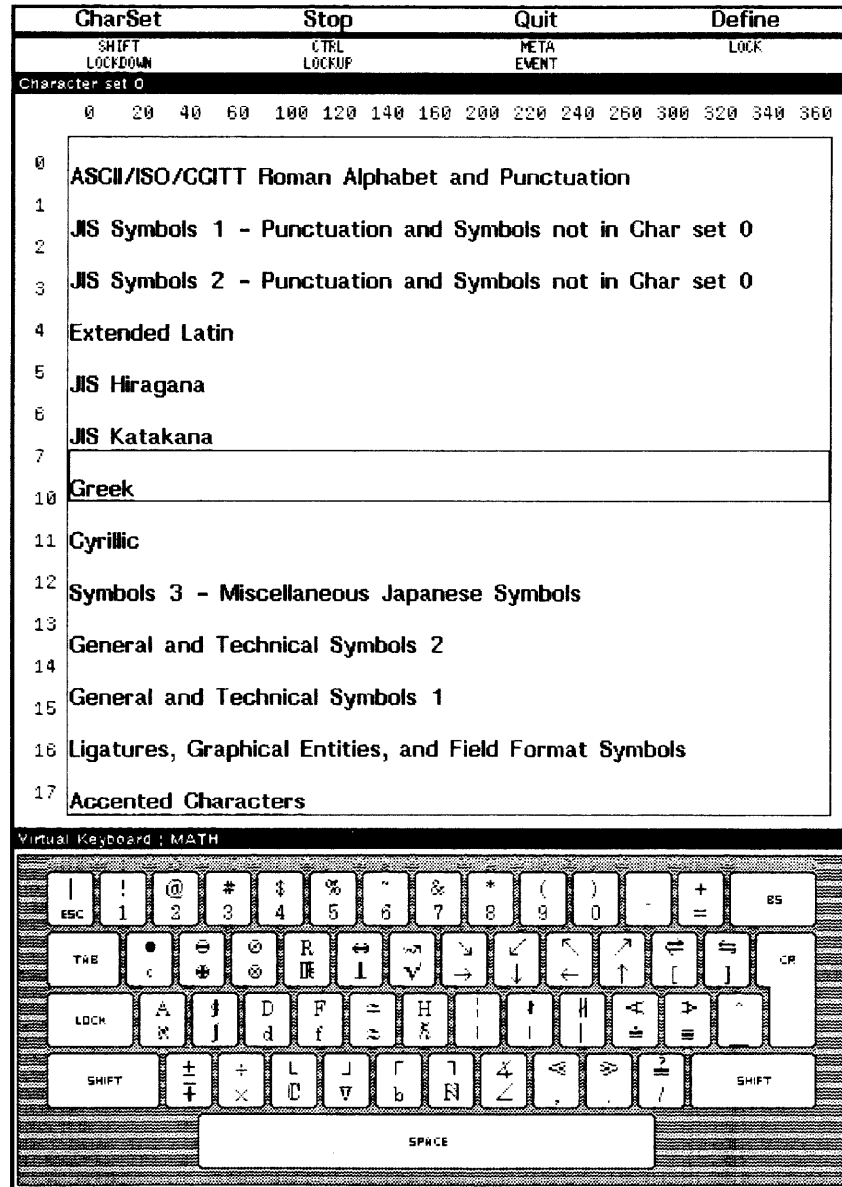 CharSet Stop Quit Define
SHIFT CTRL META LOCK
LOCKDOWN LOCKUP EVENT
Character set 0
0 20 40 60 100 120 140 160 200 220 240 260 300 320 340 360
0
ASCII/ISO/CCITT Roman Alphabet and Punctuation
1
JIS Symbols 1 - Punctuation and Symbols not in Char set 0
2
JIS Symbols 2 - Punctuation and Symbols not in Char set 0
3
4 Extended Latin
5
JIS Hiragana
6
JIS Katakana
7
Greek
10
11 Cyrillic
12
Symbols 3 - Miscellaneous Japanese Symbols
13
General and Technical Symbols 2
14
General and Technical Symbols 1
15
16 Ligatures, Graphical Entities, and Field Format Symbols
17
Accented Characters
Virtual Keyboard : MATH
| ! @ # $ % ~ & * ( ) +
ESC 1 2 3 4 5 6 7 8 9 0 - = BS
● ⊖ ⊘ R ↔ ↘ ↙ ↖ ↗ ⇌ ⇆
TAB c ⊗ ⊥ √ → ↓ ← ↑ [ ] CR
A D F H
LOCK d f ≡
± ÷ ∟ ┘ ┌ ┐ ∡
SHIFT ∓ × ℂ b ∠ , . / SHIFT
SPACE